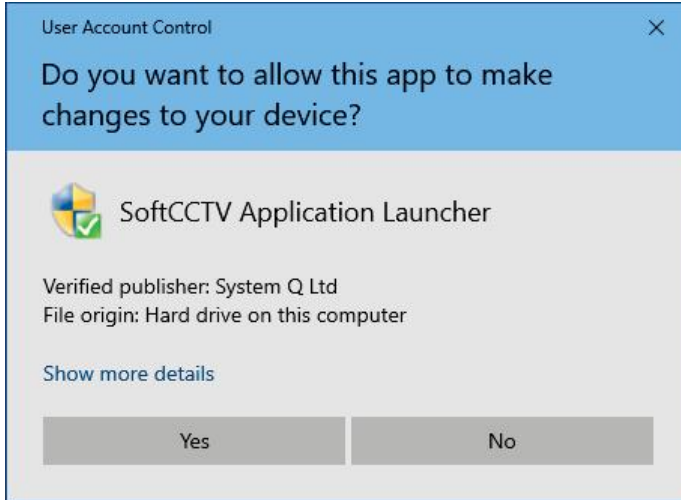 User Account Control
Do you want to allow this app to make
changes to your device?
SoftCCTV Application Launcher
Verified publisher: System Q Ltd
File origin: Hard drive on this computer
Show more details
Yes
No